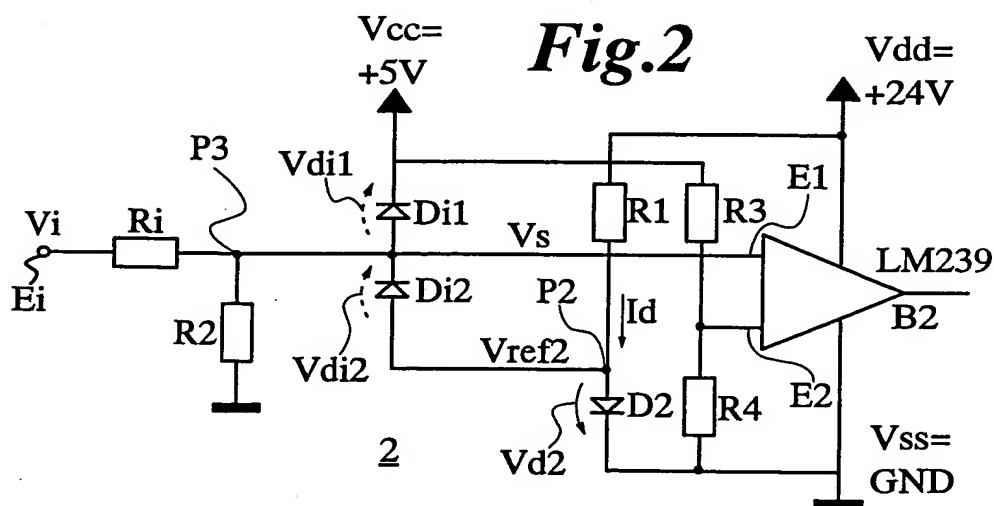 Fig.2
Vcc=
+5V
Vdd=
+24V
P3
Vdi1
E1
Vi
Ri
Di1
R1
R3
Vs
LM239
Ei
Di2
P2
Id
B2
R2
Vdi2
Vref2
E2
D2
R4
2
Vd2
Vss=
GND